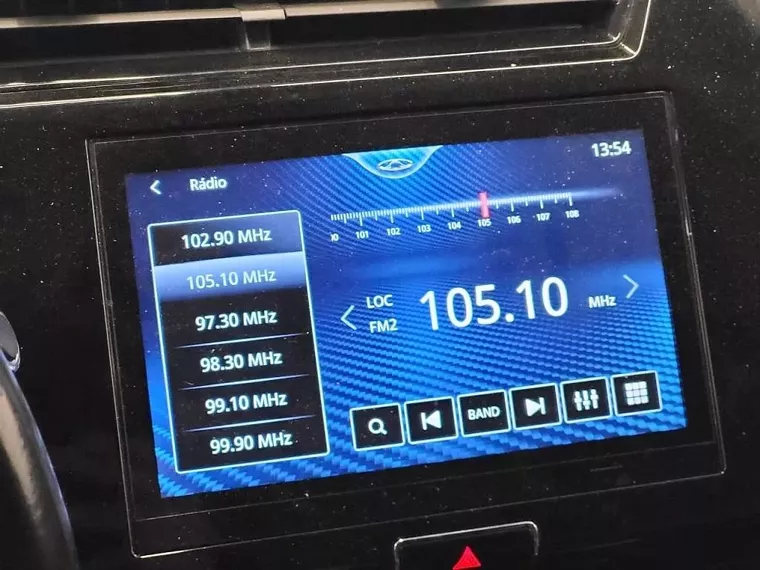 13:54
Rádio
102.90 MHz
105.10 MHz
97.30 MHz
98.30 MHz
99.10 MHz
99.90 MHz
101 102 103 104 105 106 107 108
LOC
FM2
105.10 MHz
BAND